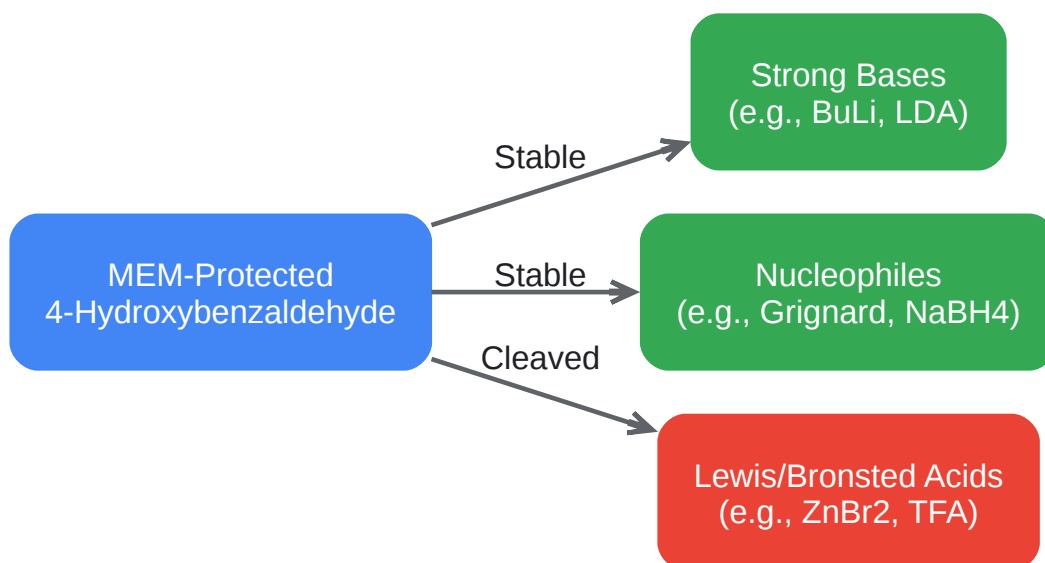 Strong Bases
(e.g., BuLi, LDA)
Stable
MEM-Protected
4-Hydroxybenzaldehyde
Stable
Nucleophiles
(e.g., Grignard, NaBH4)
Cleaved
Lewis/Bronsted Acids
(e.g., ZnBr2, TFA)